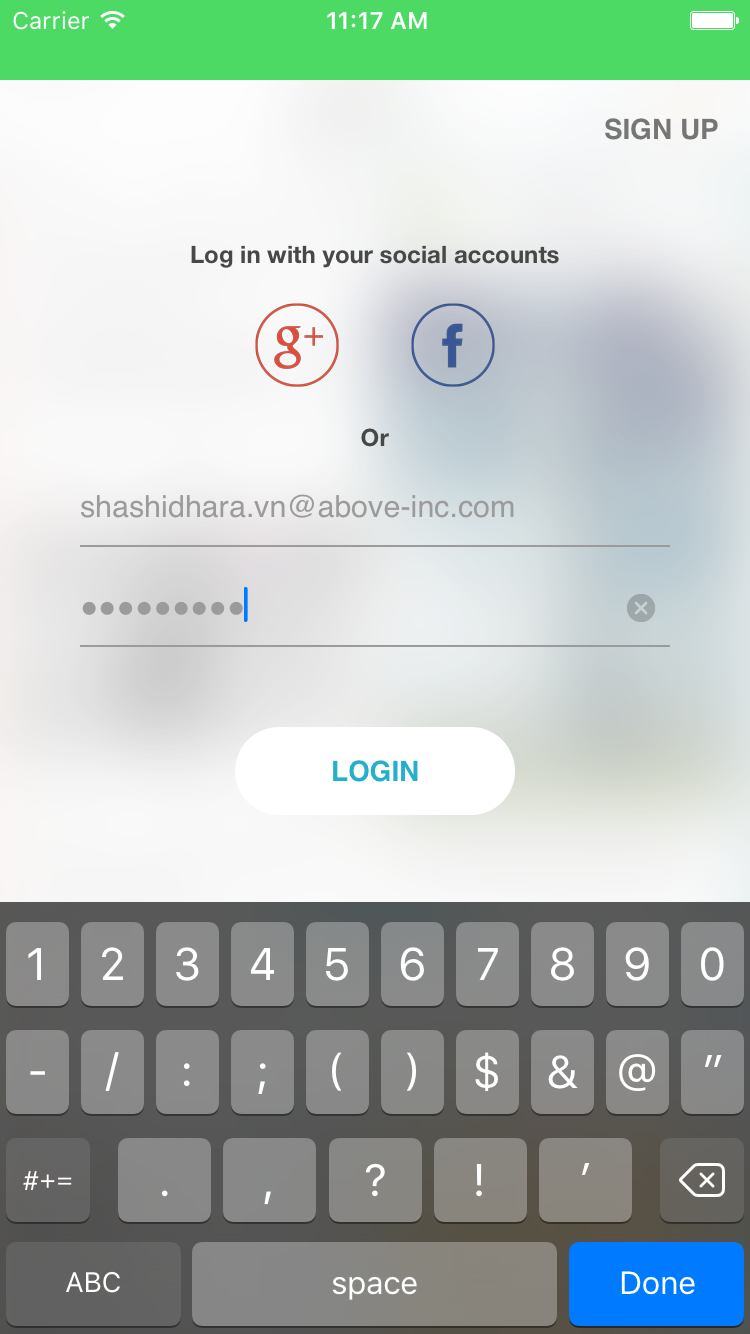 Carrier 11:17 AM
SIGN UP
Log in with your social accounts
g+ f
Or
shashidhara.vn@above-inc.com
●●●●●●●●●
LOGIN
1 2 3 4 5 6 7 8 9 0
- / : ; ( ) $ & @ "
#+= . , ? ! '
ABC space Done